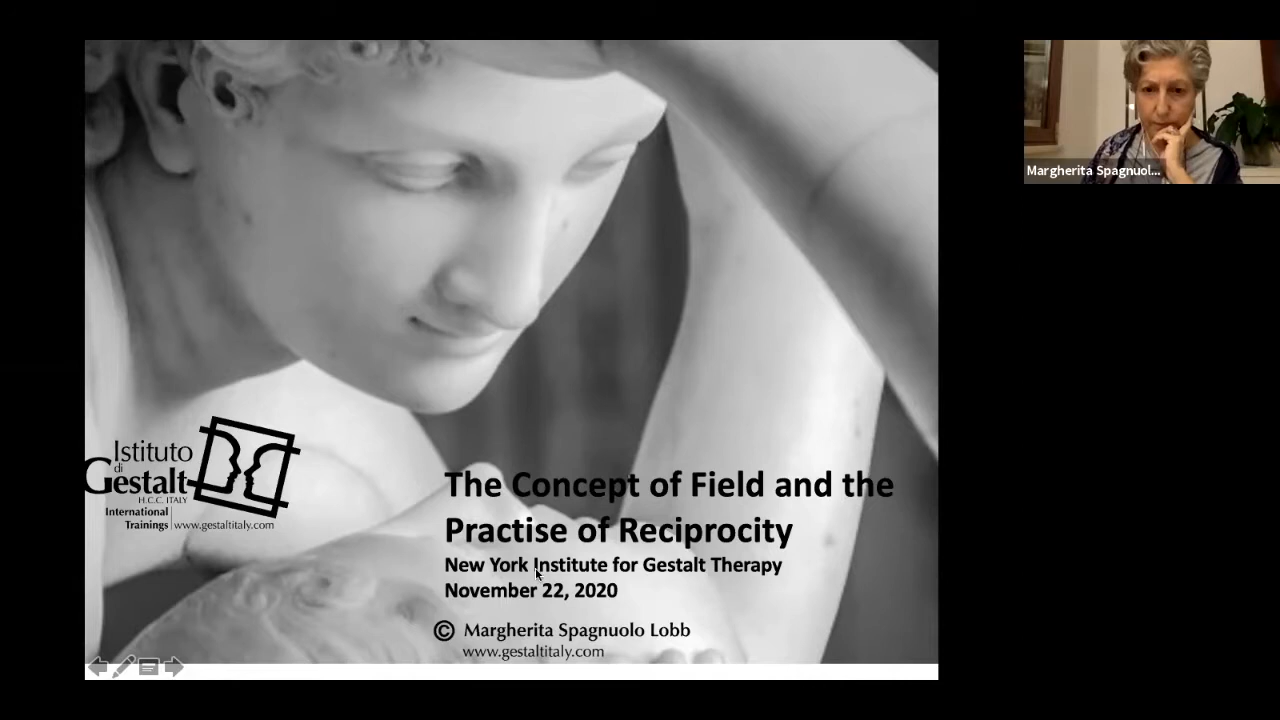 Margherita Spagnuol...
Istituto
di
Gestalt
H.C.C. ITALY
International
Trainings | www.gestaltitaly.com
The Concept of Field and the
Practise of Reciprocity
New York Institute for Gestalt Therapy
November 22, 2020
© Margherita Spagnuolo Lobb
www.gestaltitaly.com